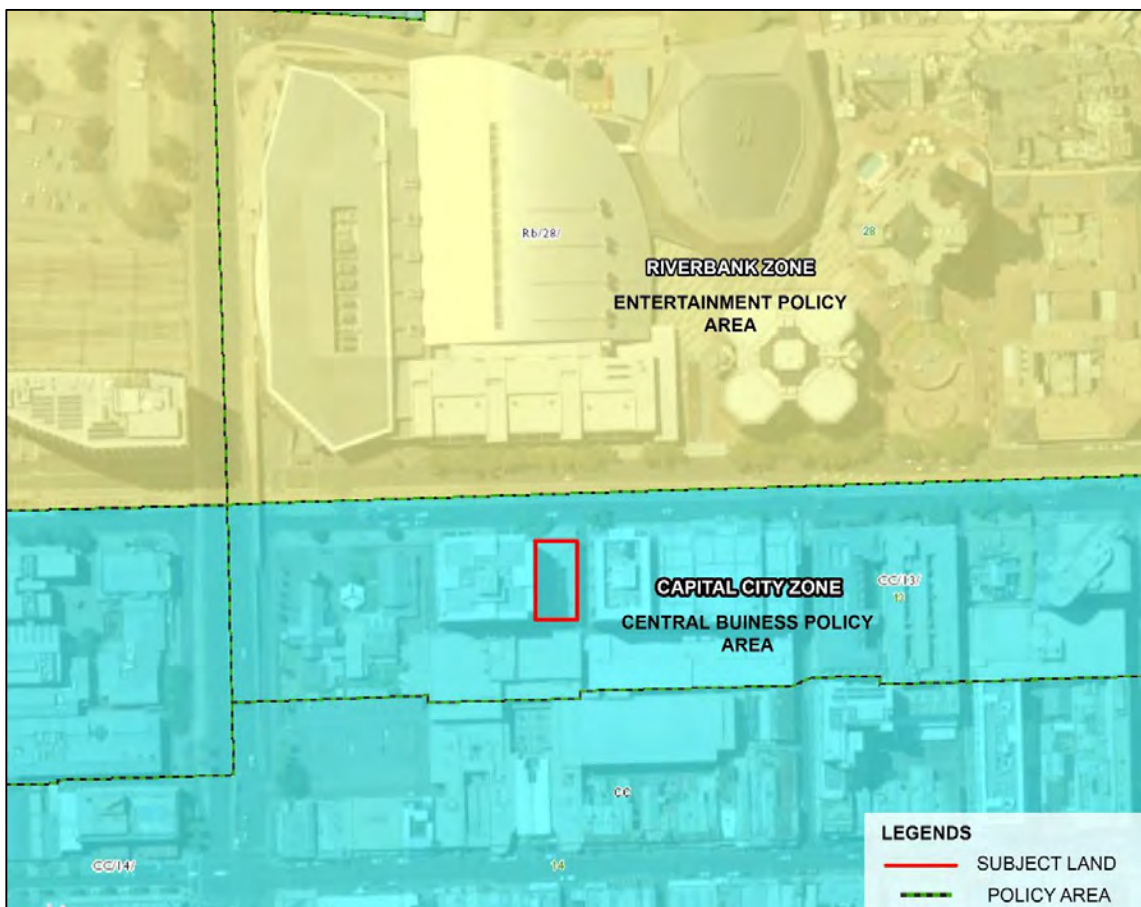 Rb/28/
28
RIVERBANK ZONE
ENTERTAINMENT POLICY
AREA
CAPITAL CITY ZONE
CC/13/
13
CENTRAL BUINESS POLICY
AREA
CC
CC/14/
14
LEGENDS
SUBJECT LAND
POLICY AREA